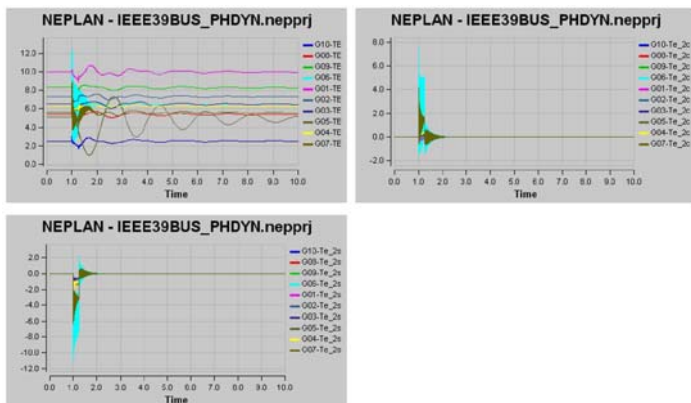 NEPLAN - IEEE39BUS_PHDYN.nepprj
12.0
10.0
8.0
6.0
4.0
2.0
0.0
0.0 1.0 2.0 3.0 4.0 5.0 6.0 7.0 8.0 9.0 10.0
Time
G10-TE
G08-TE
G09-TE
G06-TE
G01-TE
G02-TE
G03-TE
G05-TE
G04-TE
G07-TE
NEPLAN - IEEE39BUS_PHDYN.nepprj
8.0
6.0
4.0
2.0
0.0
-2.0
0.0 1.0 2.0 3.0 4.0 5.0 6.0 7.0 8.0 9.0 10.0
Time
G10-Te_2c
G08-Te_2c
G09-Te_2c
G06-Te_2c
G01-Te_2c
G02-Te_2c
G03-Te_2c
G05-Te_2c
G04-Te_2c
G07-Te_2c
NEPLAN - IEEE39BUS_PHDYN.nepprj
2.0
0.0
-2.0
-4.0
-6.0
-8.0
-10.0
-12.0
0.0 1.0 2.0 3.0 4.0 5.0 6.0 7.0 8.0 9.0 10.0
Time
G10-Te_2s
G08-Te_2s
G09-Te_2s
G06-Te_2s
G01-Te_2s
G02-Te_2s
G03-Te_2s
G05-Te_2s
G04-Te_2s
G07-Te_2s